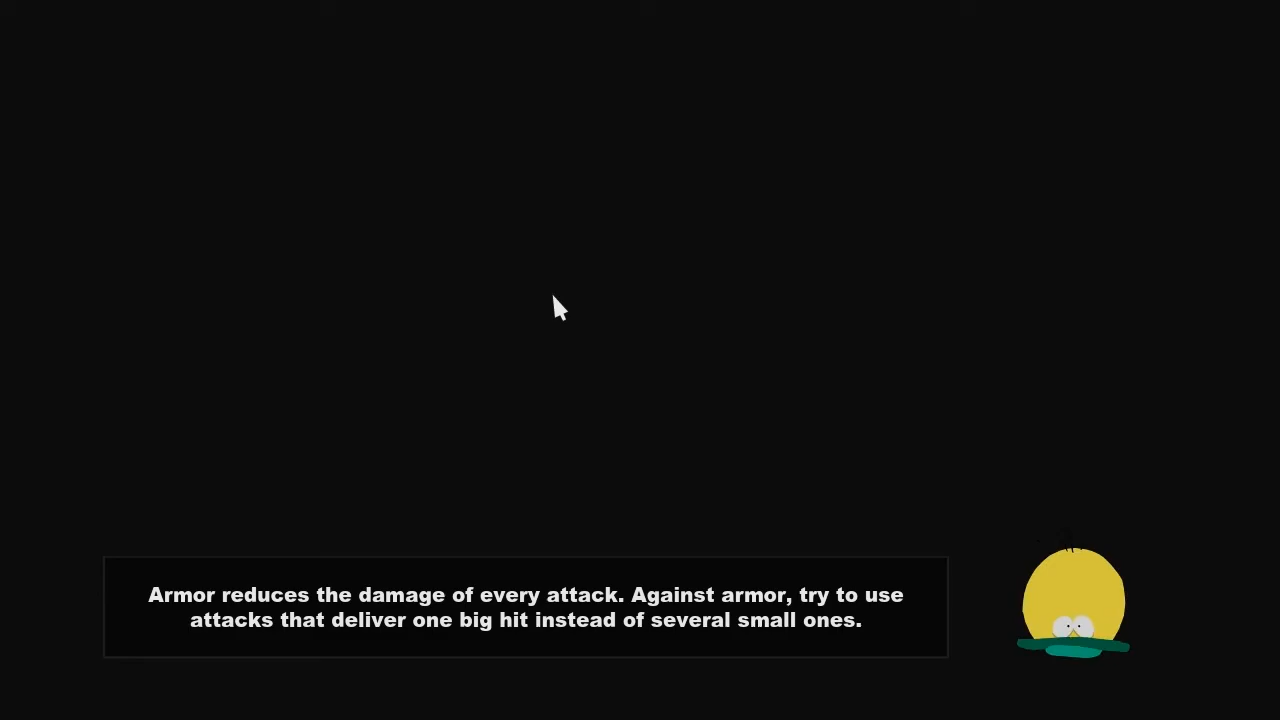 Armor reduces the damage of every attack. Against armor, try to use
attacks that deliver one big hit instead of several small ones.